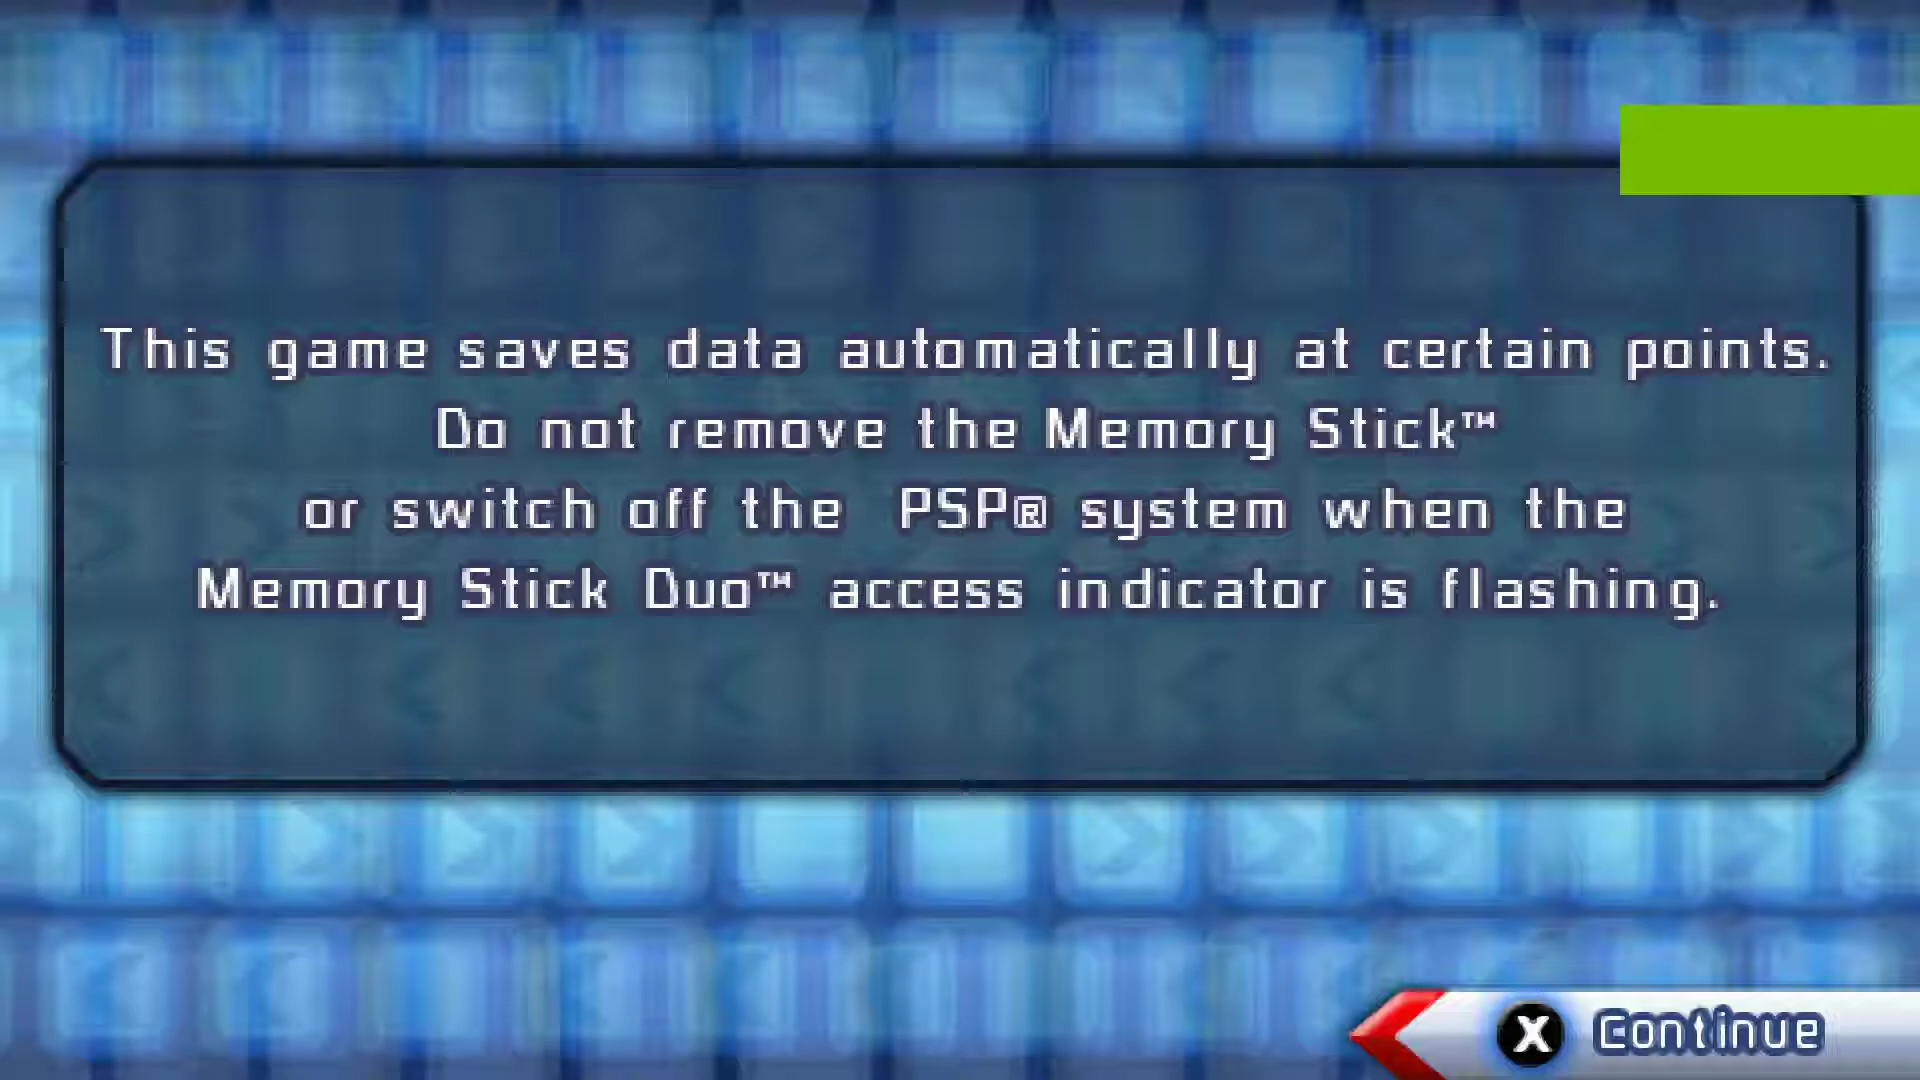 This game saves data automatically at certain points.
Do not remove the Memory Stick™
or switch off the PSP® system when the
Memory Stick Duo™ access indicator is flashing.
X Continue